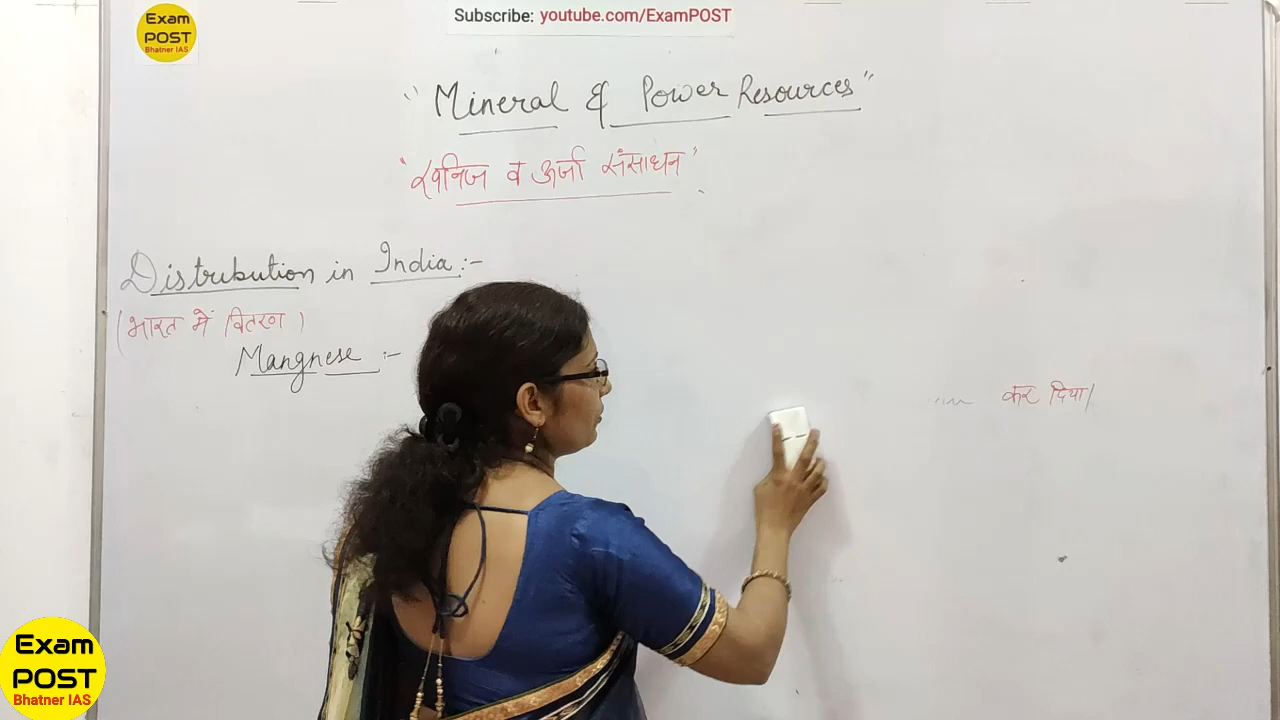 Exam
POST
Bhatner IAS
Subscribe: youtube.com/ExamPOST
"Mineral & Power Resources"
"खनिज व ऊर्जा संसाधन"
Distribution in India :-
(भारत में वितरण)
Mangnese :-
कर दिया/
Exam
POST
Bhatner IAS